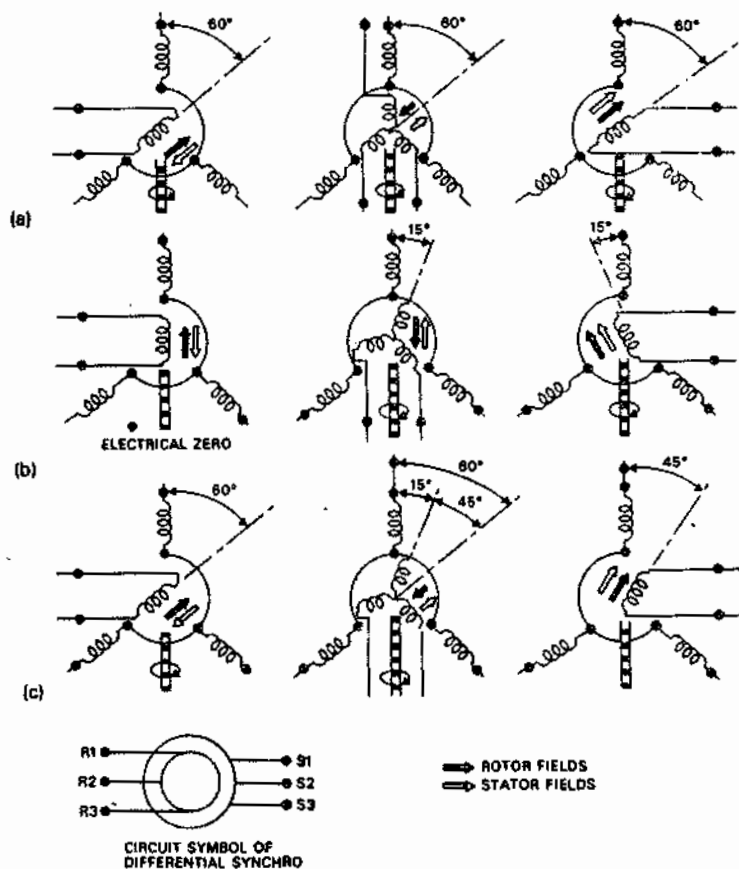 60° 60° 60°
(a)
15° 15°
ELECTRICAL ZERO
(b)
60°
60° 15° 45° 45°
(c)
R1 S1
R2 S2
R3 S3
CIRCUIT SYMBOL OF
DIFFERENTIAL SYNCHRO
ROTOR FIELDS
STATOR FIELDS